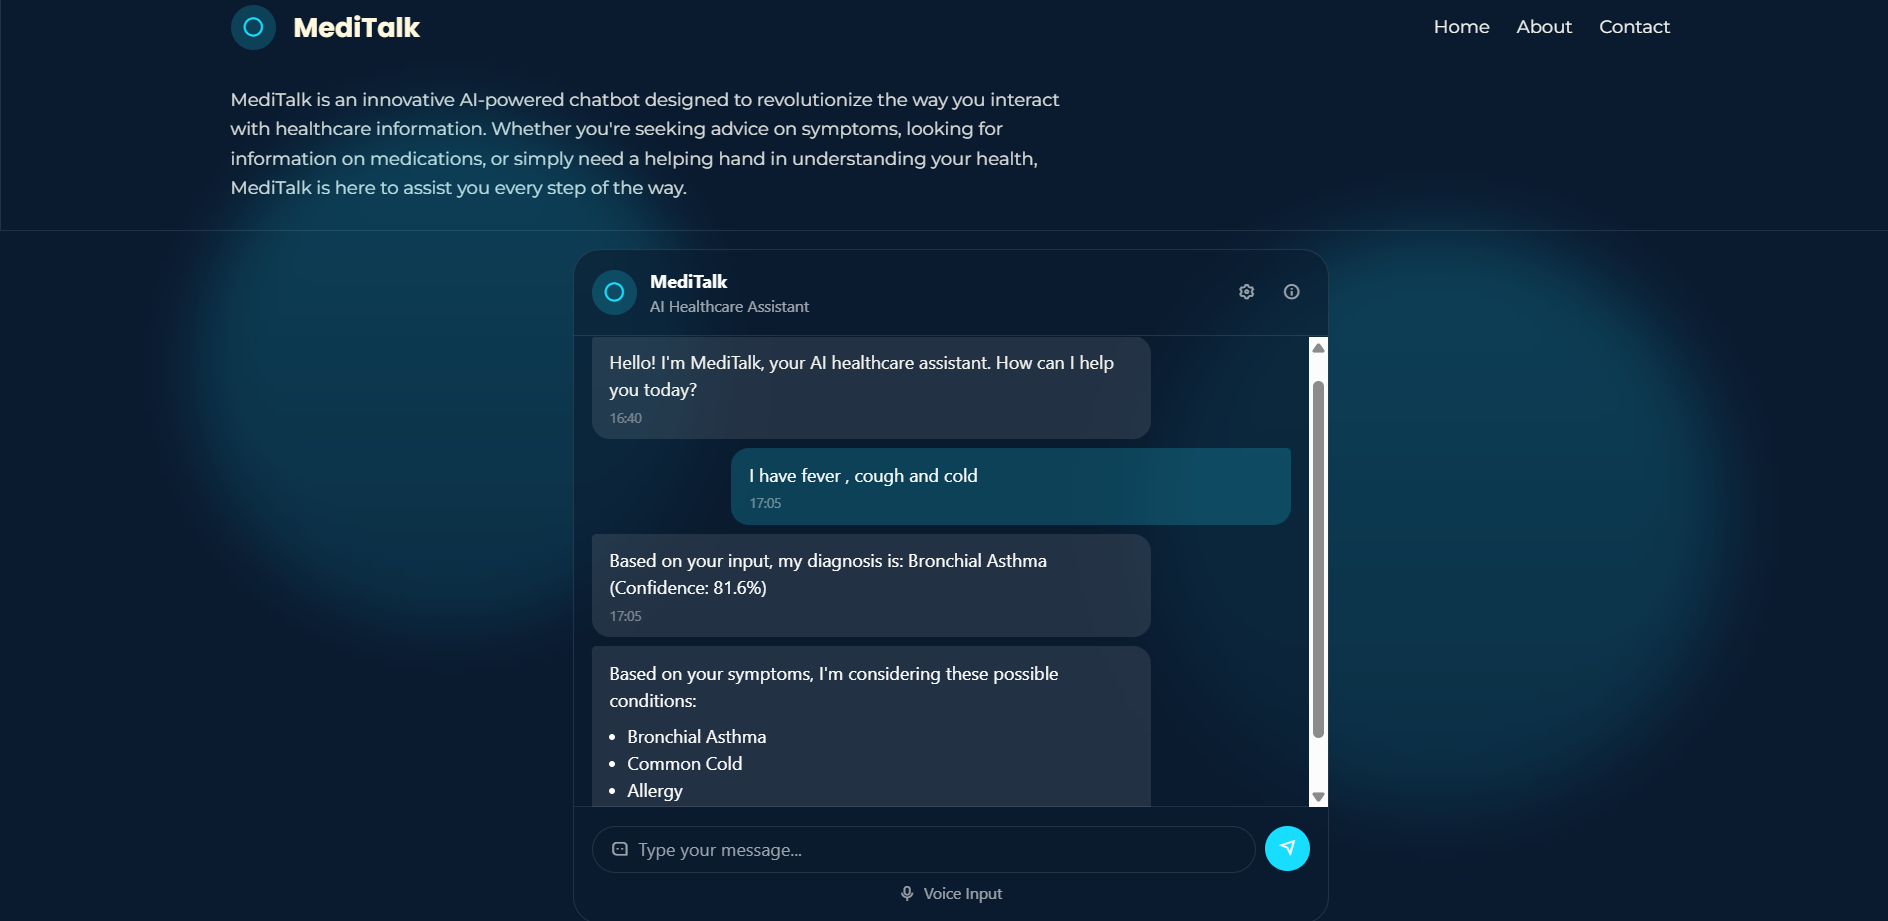 MediTalk
Home About Contact
MediTalk is an innovative AI-powered chatbot designed to revolutionize the way you interact
with healthcare information. Whether you're seeking advice on symptoms, looking for
information on medications, or simply need a helping hand in understanding your health,
MediTalk is here to assist you every step of the way.
MediTalk
AI Healthcare Assistant
Hello! I'm MediTalk, your AI healthcare assistant. How can I help
you today?
16:40
I have fever , cough and cold
17:05
Based on your input, my diagnosis is: Bronchial Asthma
(Confidence: 81.6%)
17:05
Based on your symptoms, I'm considering these possible
conditions:
• Bronchial Asthma
• Common Cold
• Allergy
Type your message...
Voice Input